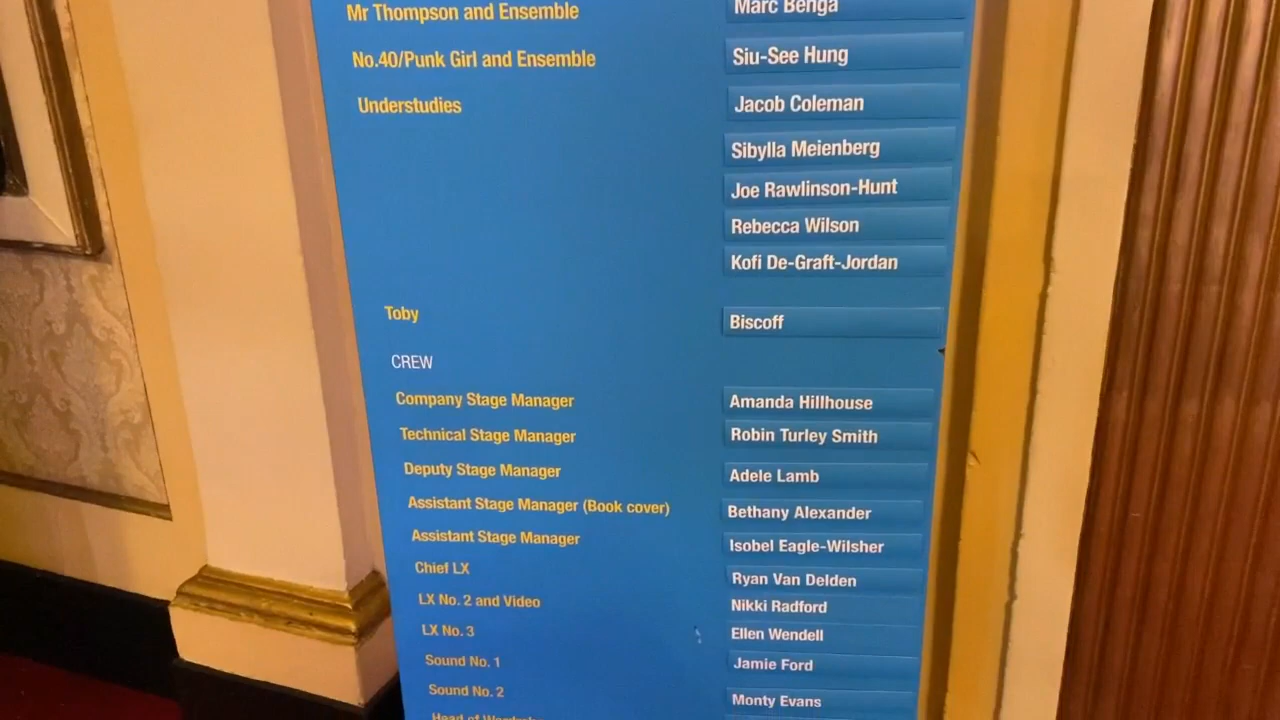 Mr Thompson and Ensemble Marc Benga
No.40/Punk Girl and Ensemble Siu-See Hung
Understudies Jacob Coleman
Sibylla Meienberg
Joe Rawlinson-Hunt
Rebecca Wilson
Kofi De-Graft-Jordan
Toby Biscoff
CREW
Company Stage Manager Amanda Hillhouse
Technical Stage Manager Robin Turley Smith
Deputy Stage Manager Adele Lamb
Assistant Stage Manager (Book cover) Bethany Alexander
Assistant Stage Manager Isobel Eagle-Wilsher
Chief LX Ryan Van Delden
LX No. 2 and Video Nikki Radford
LX No. 3 Ellen Wendell
Sound No. 1 Jamie Ford
Sound No. 2 Monty Evans
Head of